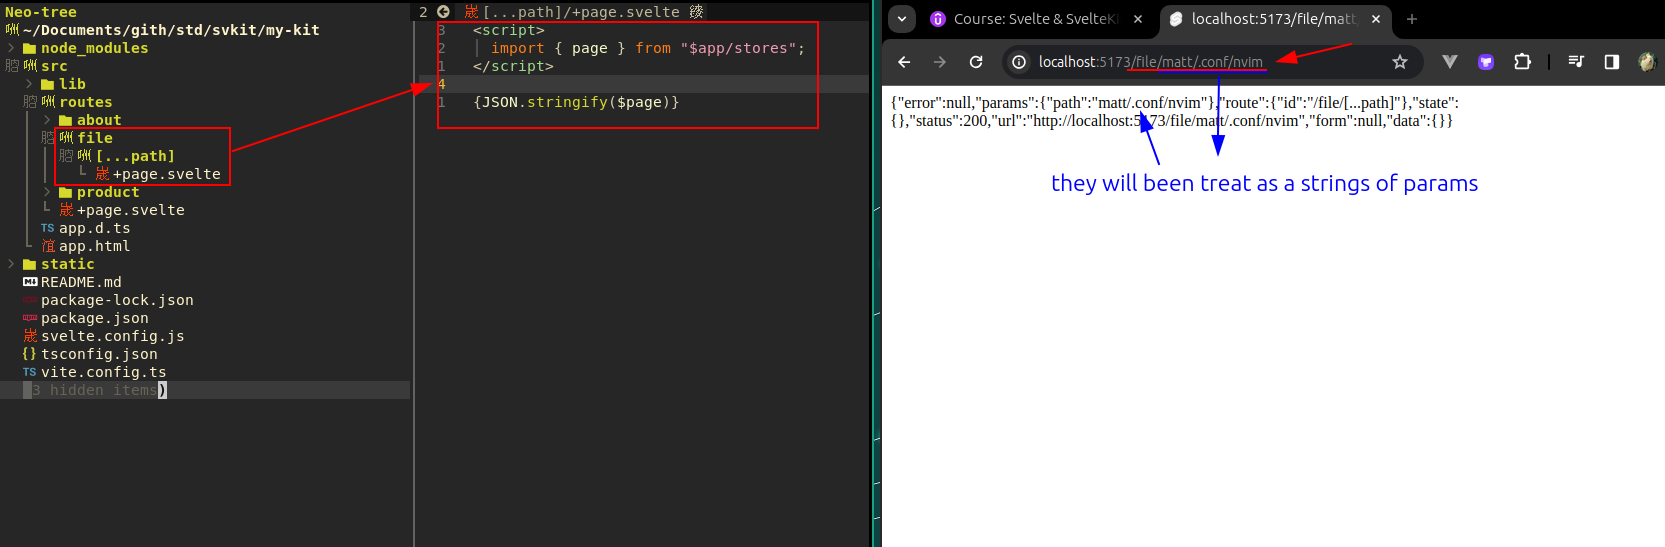 Neo-tree
~/Documents/gith/std/svkit/my-kit
node_modules
src
lib
routes
about
file
[...path]
+page.svelte
product
+page.svelte
TS app.d.ts
app.html
static
README.md
package-lock.json
package.json
svelte.config.js
{} tsconfig.json
TS vite.config.ts
3 hidden items)
2 [...path]/+page.svelte
3 <script>
2 import { page } from "$app/stores";
1 </script>
4
1 {JSON.stringify($page)}
Course: Svelte & SvelteKi
localhost:5173/file/matt/
localhost:5173/file/matt/.conf/nvim
{"error":null,"params":{"path":"matt/.conf/nvim"},"route":{"id":"/file/[...path]"},"state":
{},"status":200,"url":"http://localhost:5173/file/matt/.conf/nvim","form":null,"data":{}}
they will been treat as a strings of params